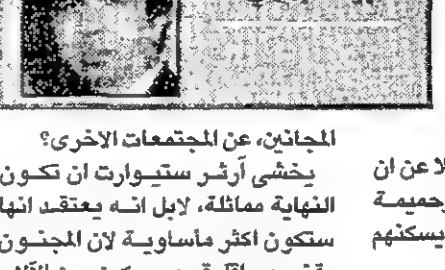 المجانين، عن المجتمعات الاخرى؟
يخشى آرثر ستيوارت ان تكون
النهاية مماثلة، لابل انه يعتقد انها
ستكون اكثر مأساوية لان المجنون
لا عن ان
رحميمة
يسكنهم